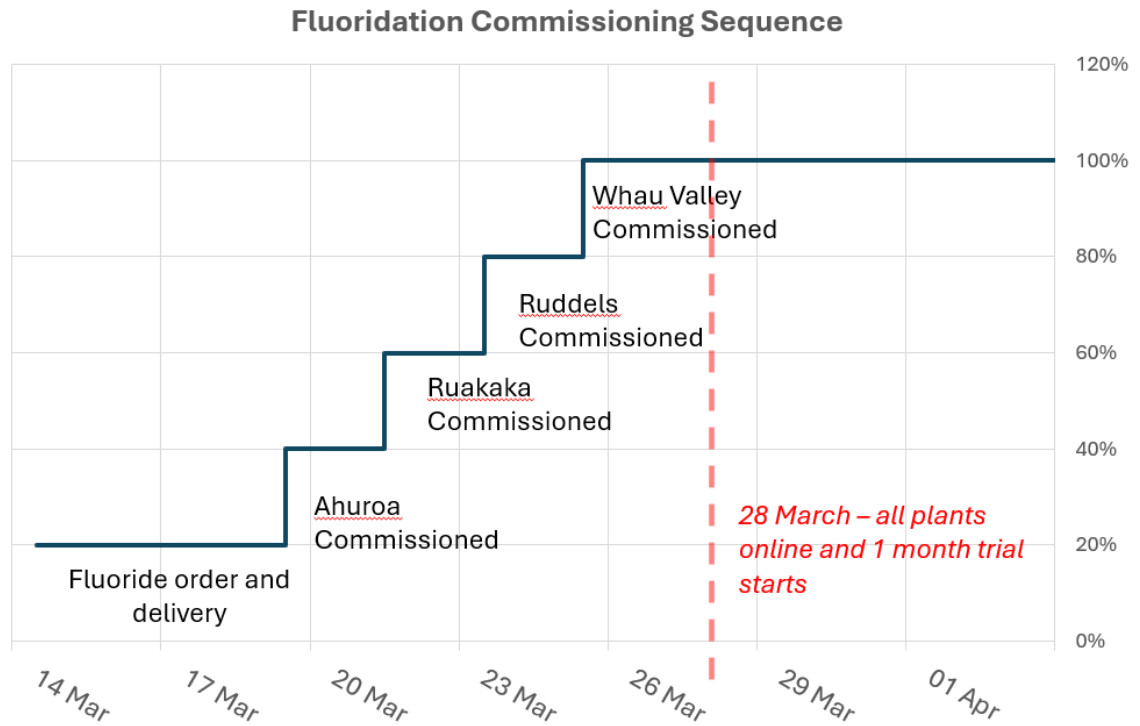 Fluoridation Commissioning Sequence
120%
100%
Whau Valley
Commissioned
80%
Ruddels
Commissioned
60%
Ruakaka
Commissioned
40%
Ahuroa
Commissioned
28 March – all plants
online and 1 month trial
starts
20%
Fluoride order and
delivery
0%
14 Mar
17 Mar
20 Mar
23 Mar
26 Mar
29 Mar
01 Apr